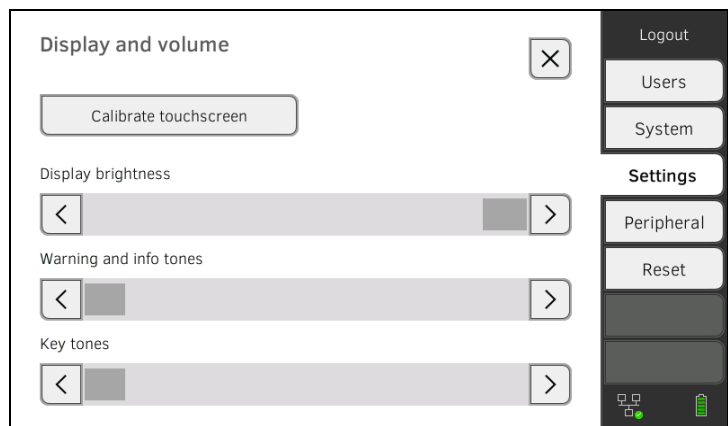 Display and volume
Calibrate touchscreen
Display brightness
Warning and info tones
Key tones
Logout
Users
System
Settings
Peripheral
Reset